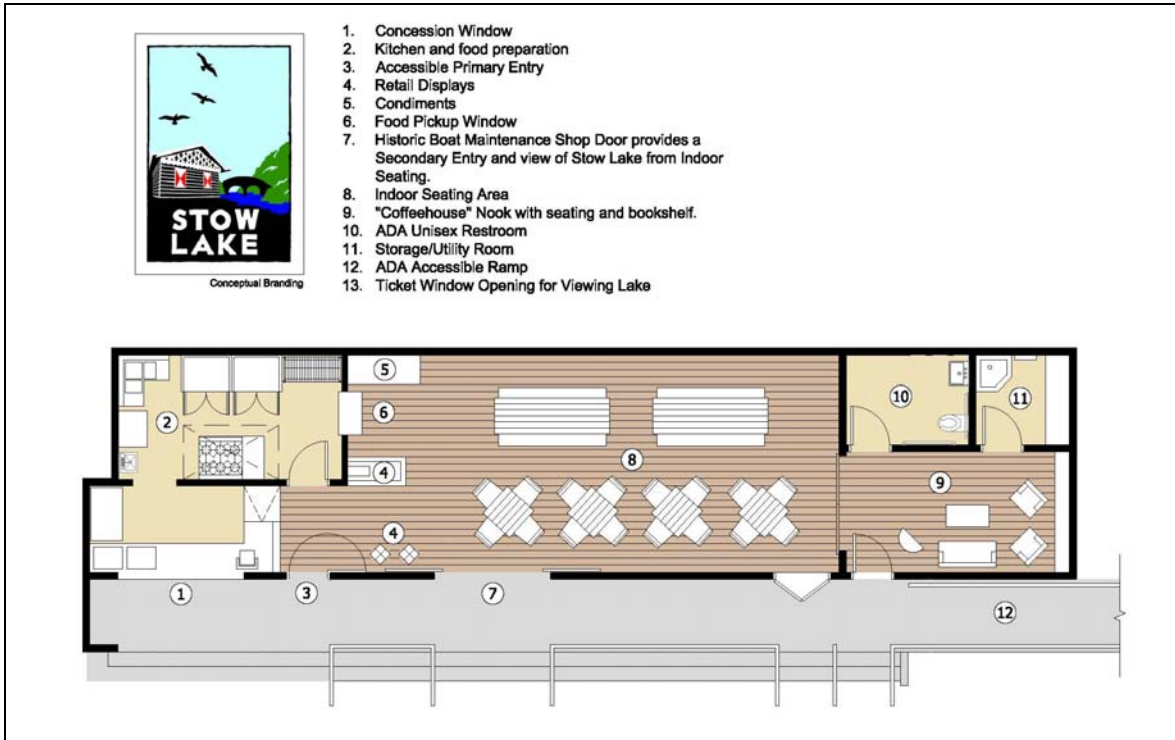 STOW
LAKE
Conceptual Branding
1. Concession Window
2. Kitchen and food preparation
3. Accessible Primary Entry
4. Retail Displays
5. Condiments
6. Food Pickup Window
7. Historic Boat Maintenance Shop Door provides a
Secondary Entry and view of Stow Lake from Indoor
Seating.
8. Indoor Seating Area
9. "Coffeehouse" Nook with seating and bookshelf.
10. ADA Unisex Restroom
11. Storage/Utility Room
12. ADA Accessible Ramp
13. Ticket Window Opening for Viewing Lake
5
2
6
10
11
8
4
9
4
1
3
7
12